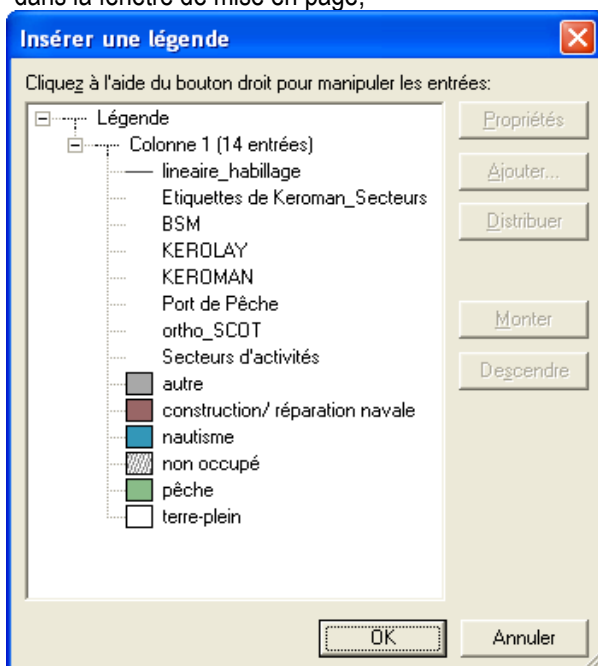 dans la fenêtre de mise en page,
Insérer une légende
Cliquez à l'aide du bouton droit pour manipuler les entrées:
Légende
Colonne 1 (14 entrées)
lineaire_habillage
Etiquettes de Keroman_Secteurs
BSM
KEROLAY
KEROMAN
Port de Pêche
ortho_SCOT
Secteurs d'activités
autre
construction/ réparation navale
nautisme
non occupé
pêche
terre-plein
Propriétés
Ajouter...
Distribuer
Monter
Descendre
OK
Annuler